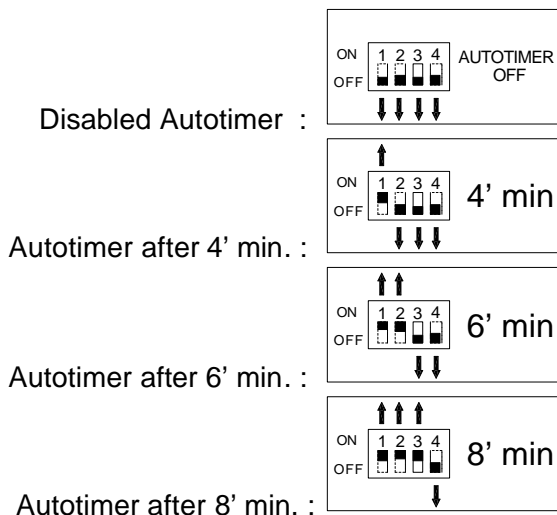 ON 1 2 3 4 AUTOTIMER
OFF OFF
Disabled Autotimer :
ON 1 2 3 4 4' min
OFF
Autotimer after 4' min. :
ON 1 2 3 4 6' min
OFF
Autotimer after 6' min. :
ON 1 2 3 4 8' min
OFF
Autotimer after 8' min. :